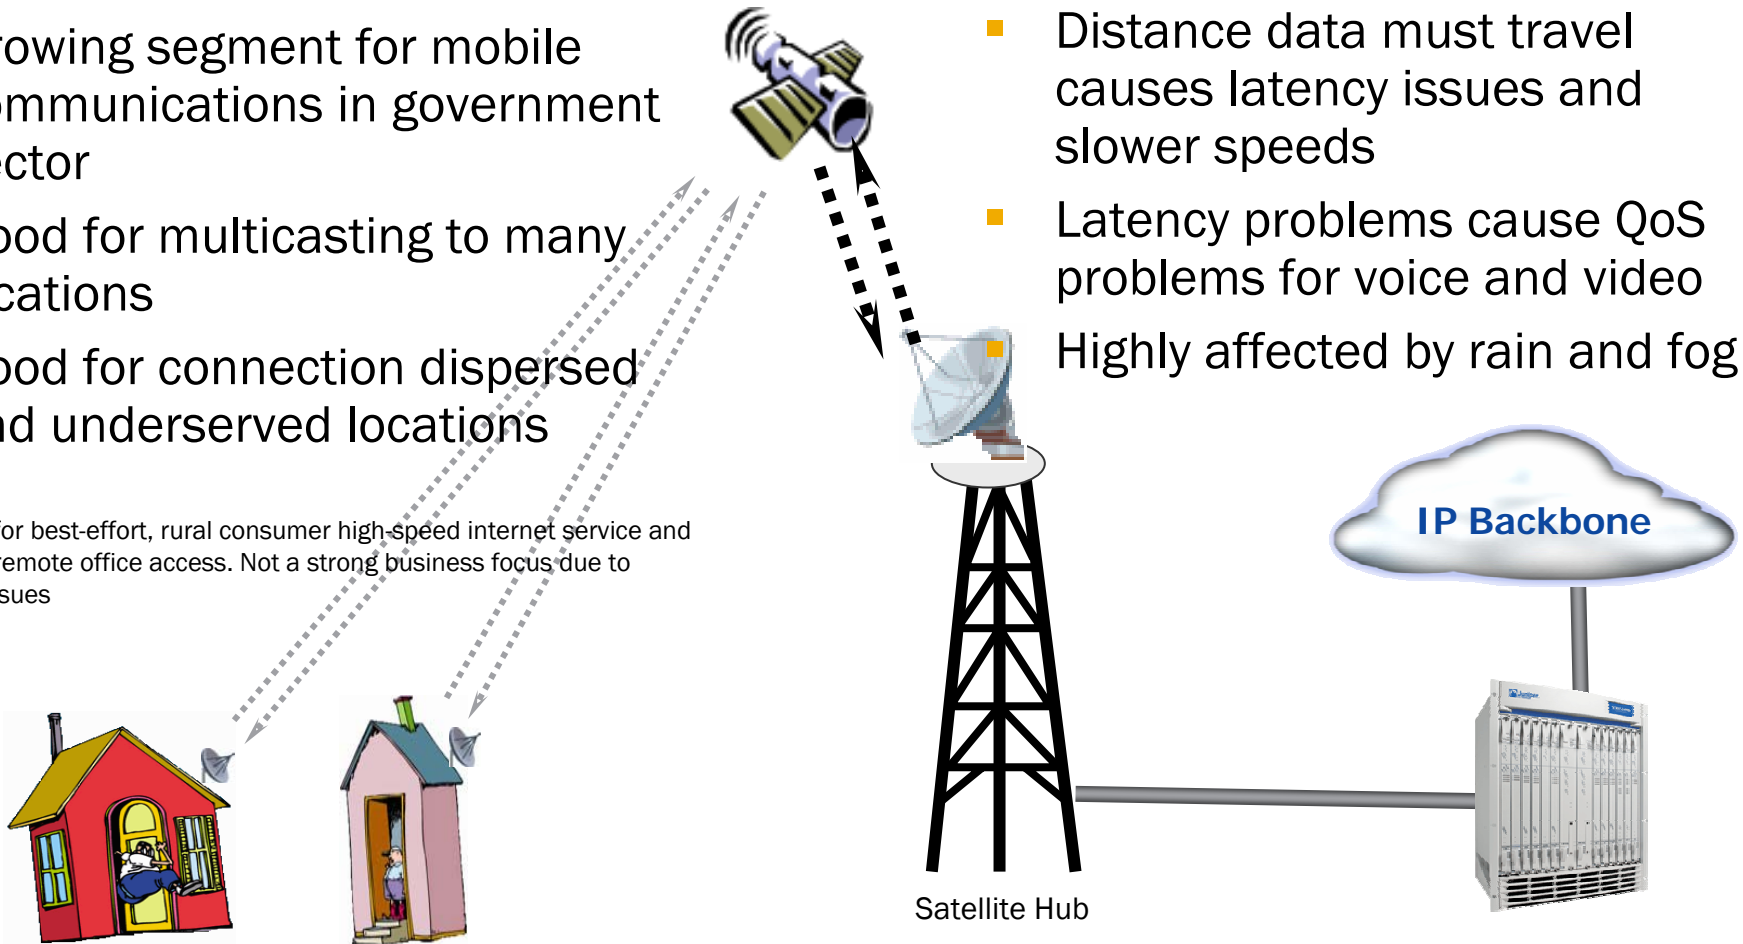 rowing segment for mobile
ommunications in government
ector
ood for multicasting to many
cations
ood for connection dispersed
nd underserved locations
for best-effort, rural consumer high-speed internet service and
remote office access. Not a strong business focus due to
sues
Distance data must travel
causes latency issues and
slower speeds
Latency problems cause QoS
problems for voice and video
Highly affected by rain and fog
IP Backbone
Juniper
Satellite Hub